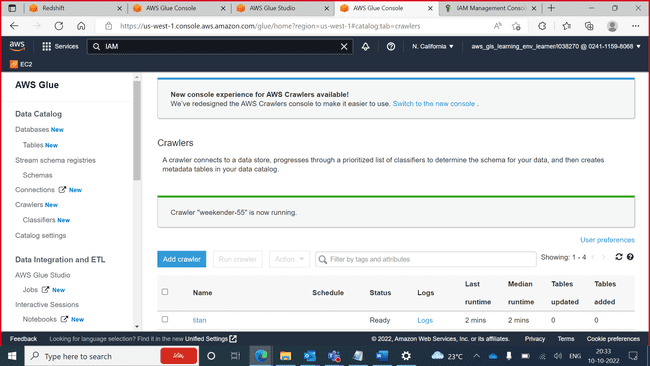 Redshift
AWS Glue Console
AWS Glue Studio
AWS Glue Console
IAM Management Conso
https://us-west-1.console.aws.amazon.com/glue/home?region=us-west-1#catalog:tab=crawlers
aws
Services
IAM
N. California
aws_gls_learning_env_learner/l038270 @ 0241-1159-8068
EC2
AWS Glue
Data Catalog
Databases New
Tables New
Stream schema registries
Schemas
Connections New
Crawlers New
Classifiers New
Catalog settings
Data Integration and ETL
AWS Glue Studio
Jobs New
Interactive Sessions
Notebooks New
New console experience for AWS Crawlers available!
We've redesigned the AWS Crawlers console to make it easier to use. Switch to the new console .
Crawlers
A crawler connects to a data store, progresses through a prioritized list of classifiers to determine the schema for your data, and then creates
metadata tables in your data catalog.
Crawler "weekender-55" is now running.
User preferences
Add crawler
Run crawler
Action
Filter by tags and attributes
Showing: 1 - 4
Name Schedule Status Logs Last runtime Median runtime Tables updated Tables added
titan Ready Logs 2 mins 2 mins 0 0
Feedback
Looking for language selection? Find it in the new Unified Settings
© 2022, Amazon Web Services, Inc. or its affiliates.
Privacy
Terms
Cookie preferences
Type here to search
23°C
ENG
20:33
10-10-2022